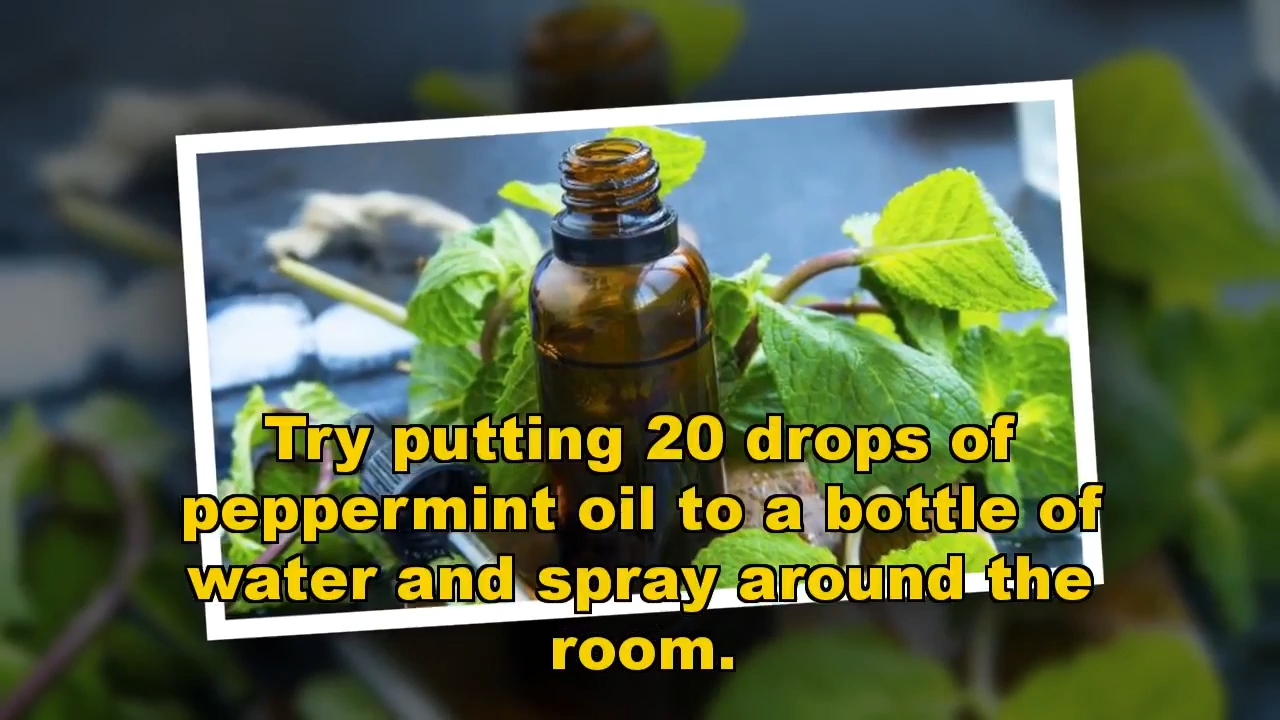 Try putting 20 drops of
peppermint oil to a bottle of
water and spray around the
room.